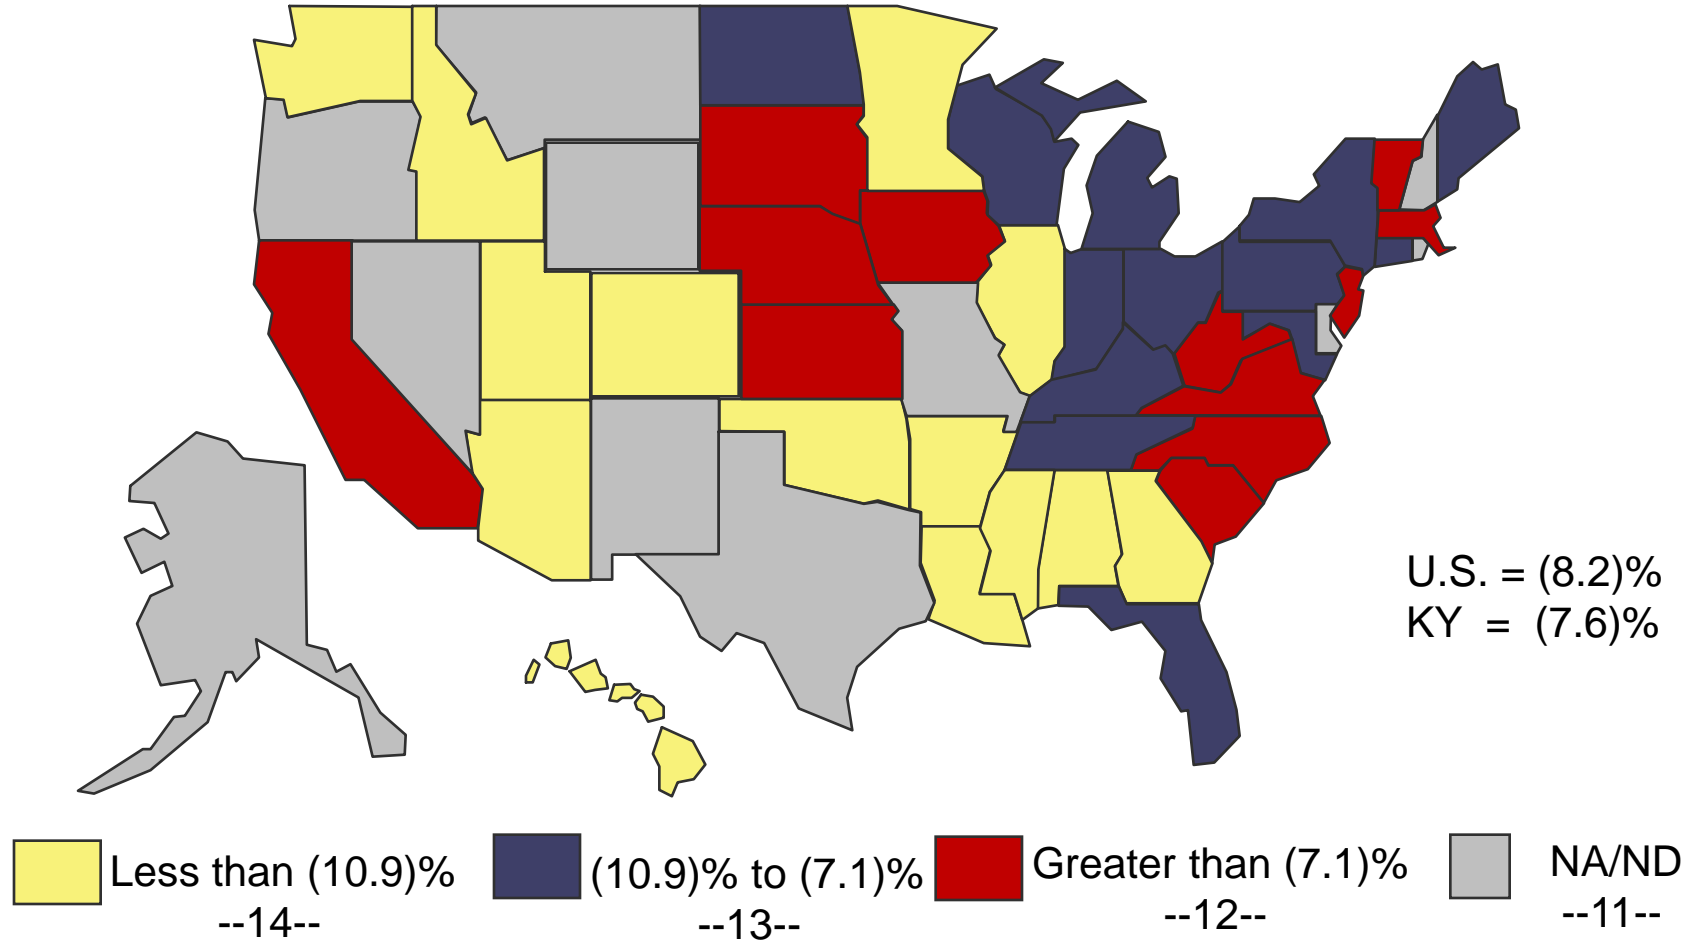 U.S. = (8.2)%
KY = (7.6)%
Less than (10.9)%
--14--
(10.9)% to (7.1)%
--13--
Greater than (7.1)%
--12--
NA/ND
--11--